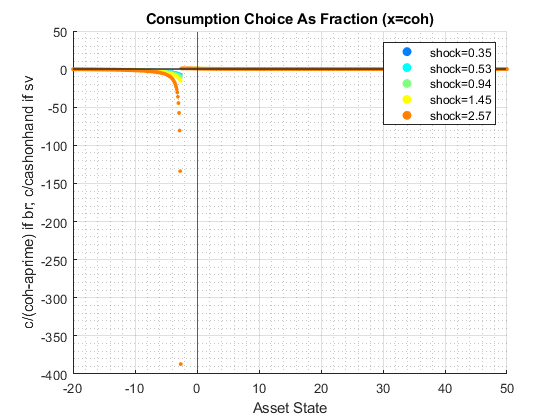 Consumption Choice As Fraction (x=coh)
c/(coh-aprime) if br; c/cashonhand if sv
50
0
-50
-100
-150
-200
-250
-300
-350
-400
shock=0.35
shock=0.53
shock=0.94
shock=1.45
shock=2.57
-20 -10 0 10 20 30 40 50
Asset State